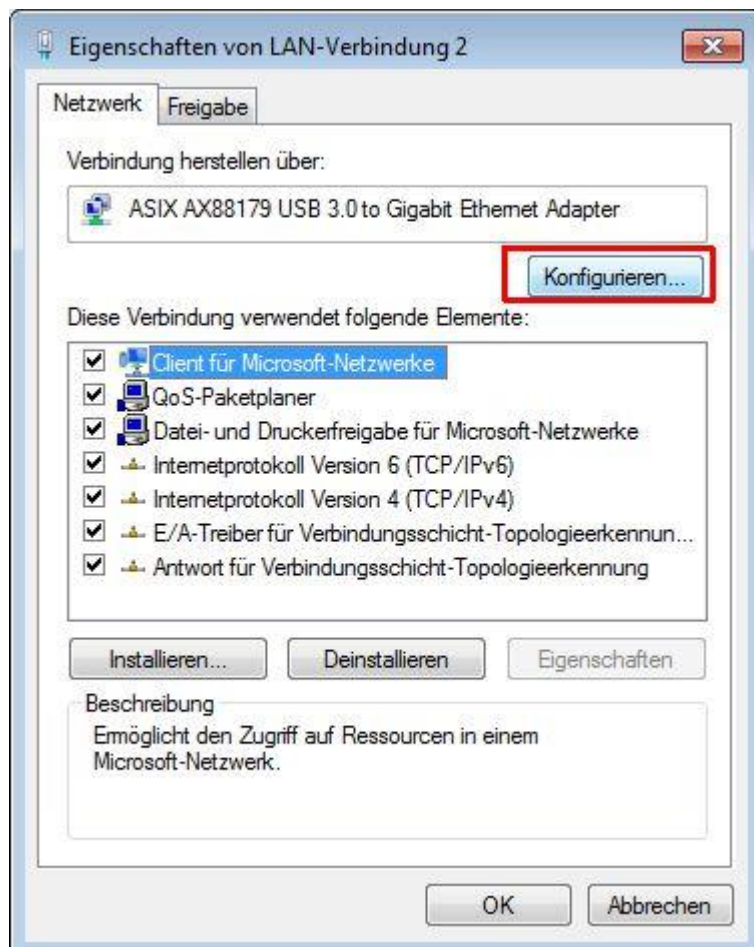 Eigenschaften von LAN-Verbindung 2
Netzwerk
Freigabe
Verbindung herstellen über:
ASIX AX88179 USB 3.0 to Gigabit Ethernet Adapter
Konfigurieren...
Diese Verbindung verwendet folgende Elemente:
Client für Microsoft-Netzwerke
QoS-Paketplaner
Datei- und Druckerfreigabe für Microsoft-Netzwerke
Internetprotokoll Version 6 (TCP/IPv6)
Internetprotokoll Version 4 (TCP/IPv4)
E/A-Treiber für Verbindungsschicht-Topologieerkennun...
Antwort für Verbindungsschicht-Topologieerkennung
Installieren...
Deinstallieren
Eigenschaften
Beschreibung
Ermöglicht den Zugriff auf Ressourcen in einem
Microsoft-Netzwerk.
OK
Abbrechen